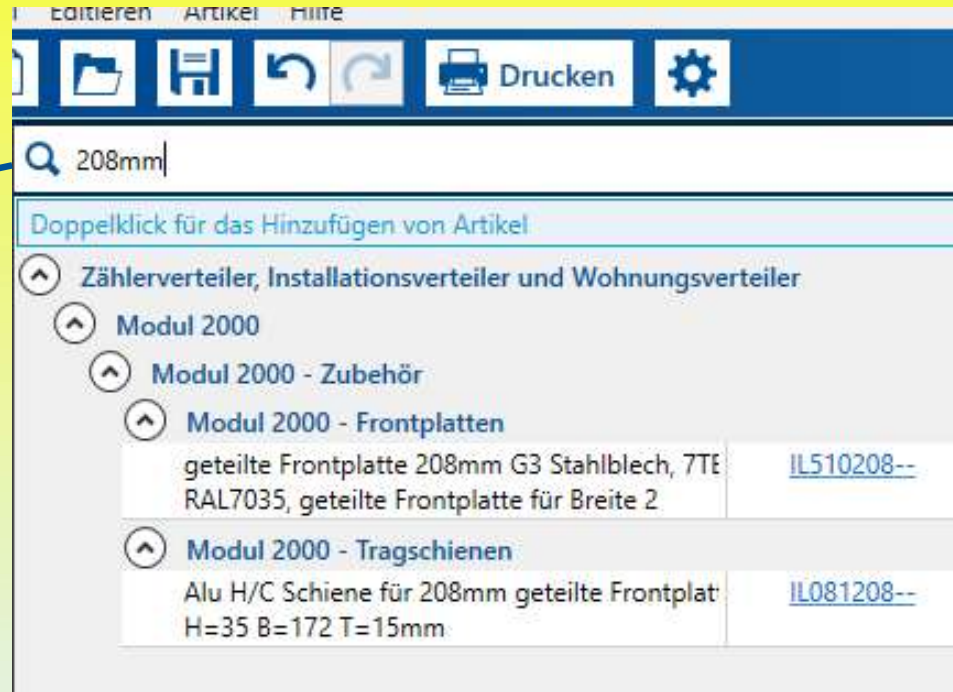 Editieren Artikel Hilfe
Drucken
208mm
Doppelklick für das Hinzufügen von Artikel
Zählerverteiler, Installationsverteiler und Wohnungsverteiler
Modul 2000
Modul 2000 - Zubehör
Modul 2000 - Frontplatten
geteilte Frontplatte 208mm G3 Stahlblech, 7TE IL510208--
RAL7035, geteilte Frontplatte für Breite 2
Modul 2000 - Tragschienen
Alu H/C Schiene für 208mm geteilte Frontplat IL081208--
H=35 B=172 T=15mm